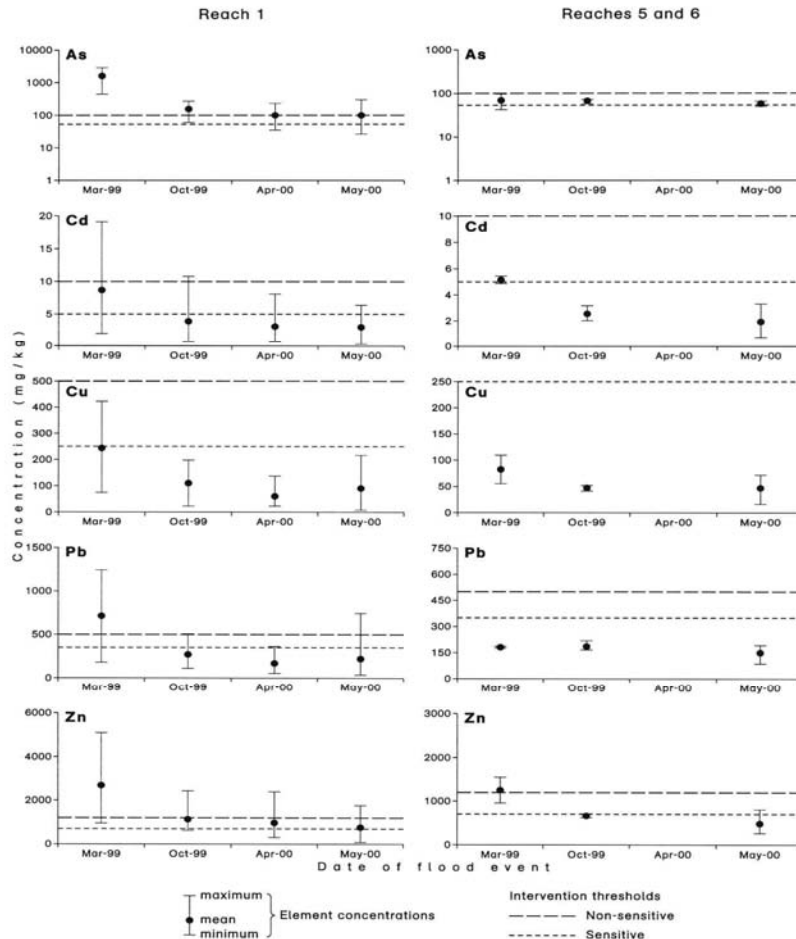 Reach 1
Reaches 5 and 6
Concentration (mg/kg)
As
10000
1000
100
10
1
Mar-99 Oct-99 Apr-00 May-00
As
1000
100
10
1
Mar-99 Oct-99 Apr-00 May-00
Cd
20
15
10
5
0
Mar-99 Oct-99 Apr-00 May-00
Cd
10
8
6
4
2
0
Mar-99 Oct-99 Apr-00 May-00
Cu
500
400
300
200
100
0
Mar-99 Oct-99 Apr-00 May-00
Cu
250
200
150
100
50
0
Mar-99 Oct-99 Apr-00 May-00
Pb
1500
1000
500
0
Mar-99 Oct-99 Apr-00 May-00
Pb
750
600
450
300
150
0
Mar-99 Oct-99 Apr-00 May-00
Zn
6000
4000
2000
0
Mar-99 Oct-99 Apr-00 May-00
Zn
3000
2000
1000
0
Mar-99 Oct-99 Apr-00 May-00
Date of flood event
maximum
mean
minimum
Element concentrations
Intervention thresholds
Non-sensitive
Sensitive